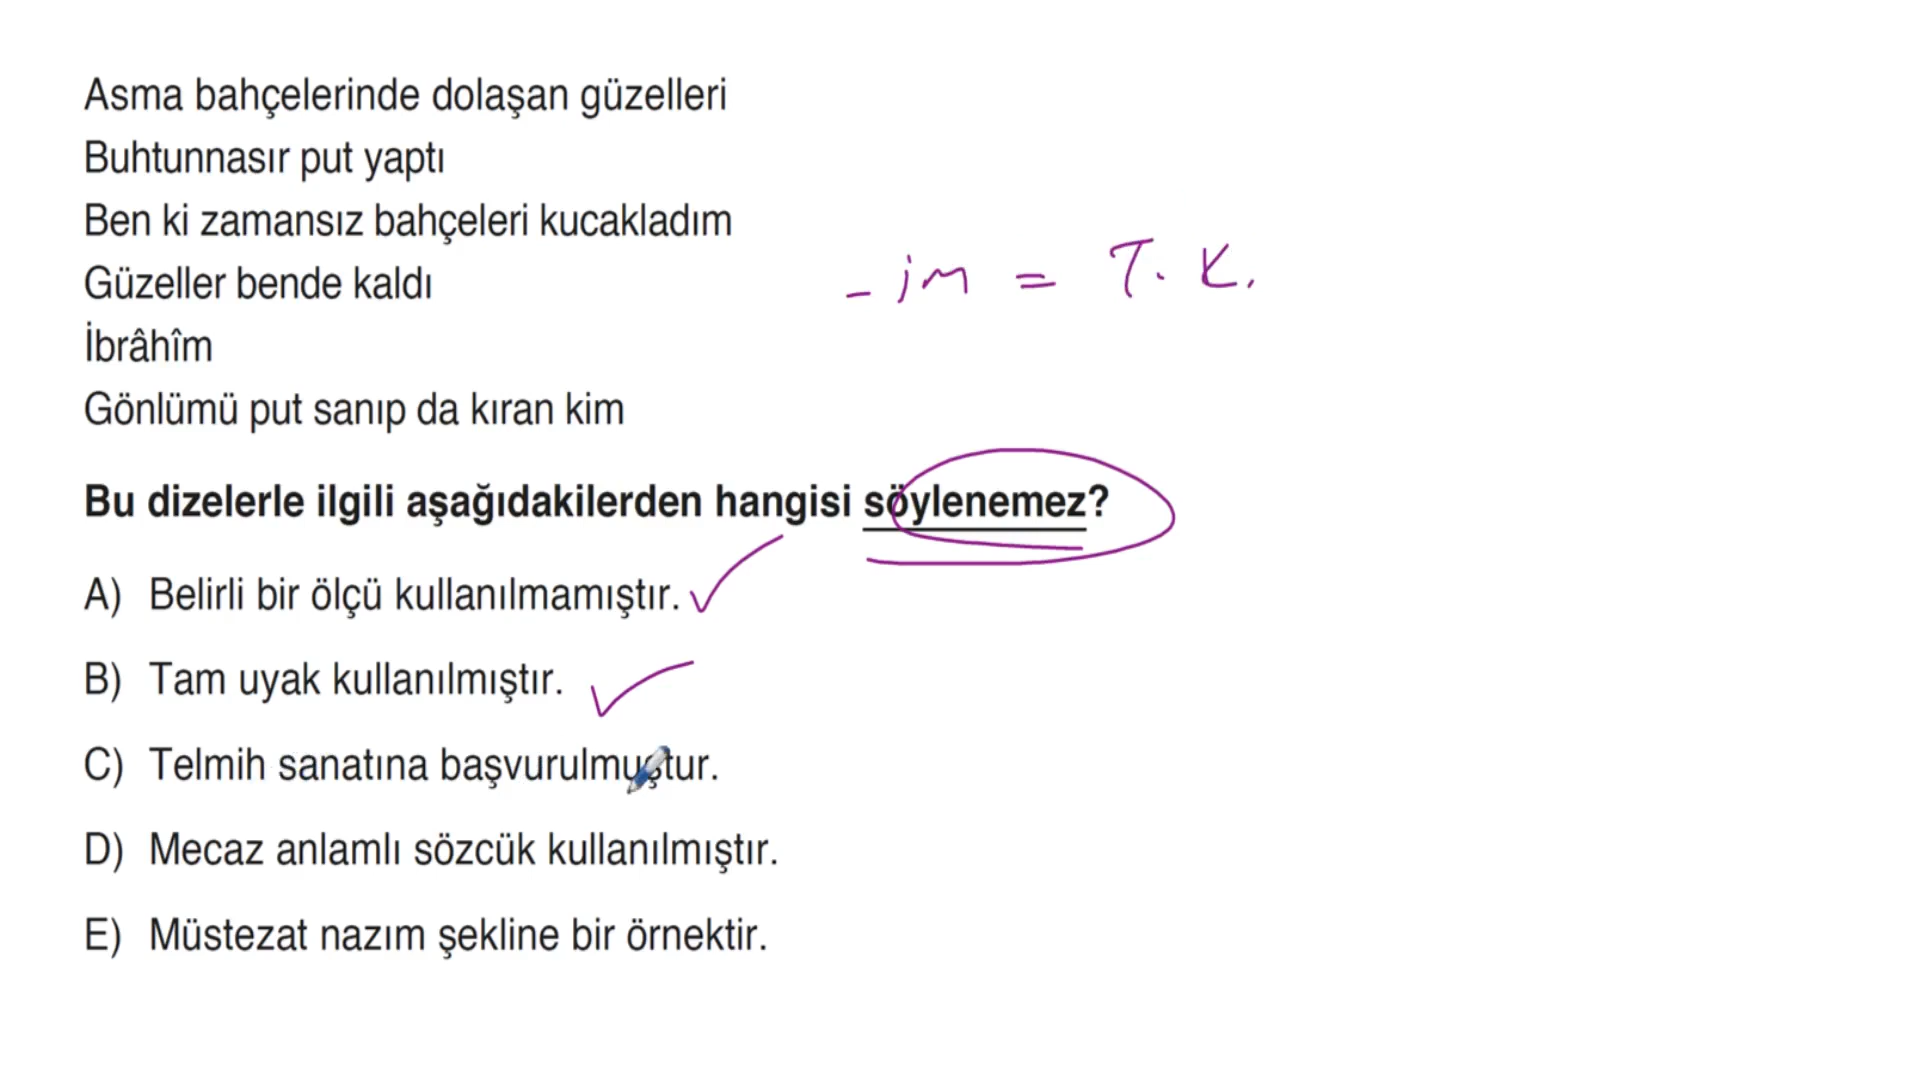 Asma bahçelerinde dolaşan güzelleri
Buhtunnasır put yaptı
Ben ki zamansız bahçeleri kucakladım
Güzeller bende kaldı
İbrâhîm
Gönlümü put sanıp da kıran kim
- im = T. K.
Bu dizelerle ilgili aşağıdakilerden hangisi söylenemez?
A) Belirli bir ölçü kullanılmamıştır.
B) Tam uyak kullanılmıştır.
C) Telmih sanatına başvurulmuştur.
D) Mecaz anlamlı sözcük kullanılmıştır.
E) Müstezat nazım şekline bir örnektir.